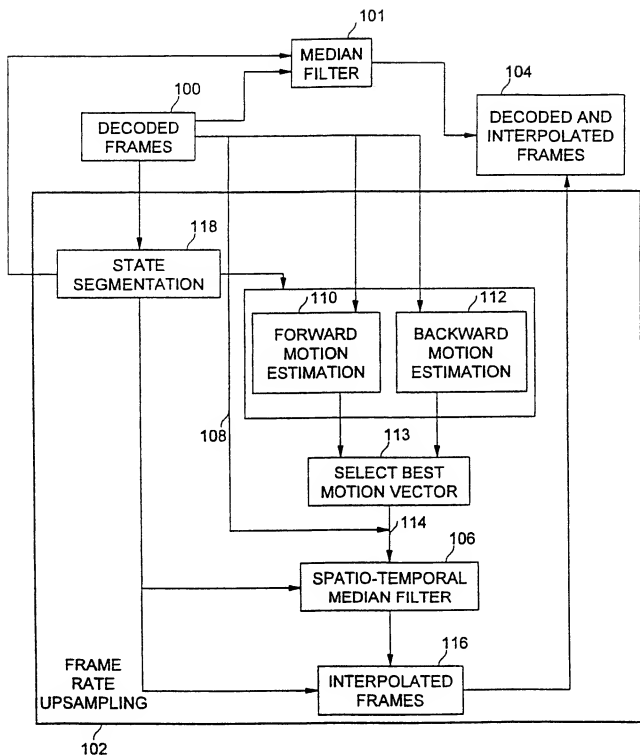 101
MEDIAN
FILTER
104
DECODED AND
INTERPOLATED
FRAMES
100
DECODED
FRAMES
118
STATE
SEGMENTATION
110
FORWARD
MOTION
ESTIMATION
112
BACKWARD
MOTION
ESTIMATION
108
113
SELECT BEST
MOTION VECTOR
114
106
SPATIO-TEMPORAL
MEDIAN FILTER
116
INTERPOLATED
FRAMES
FRAME
RATE
UPSAMPLING
102